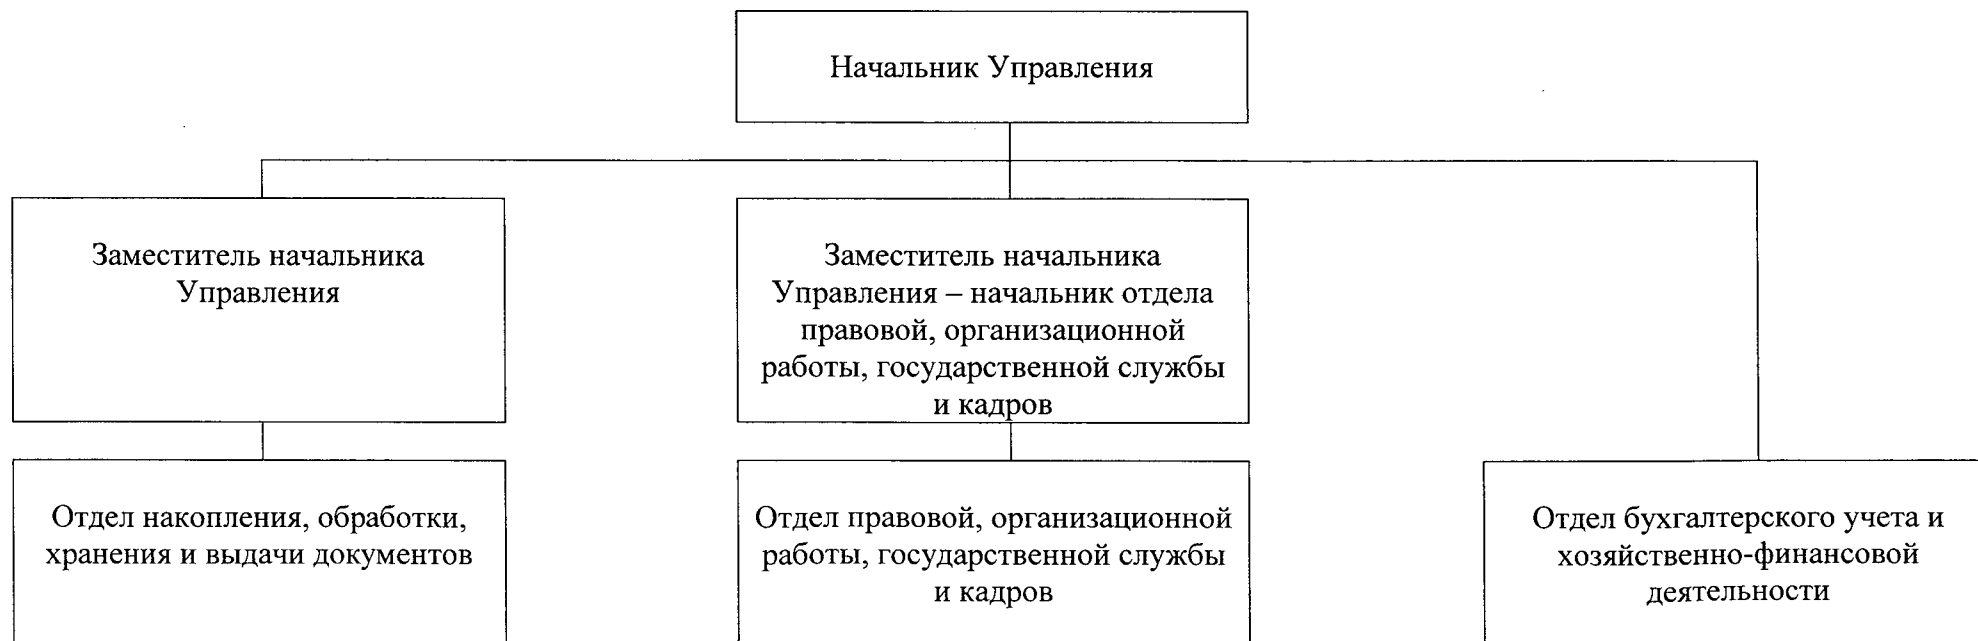 Начальник Управления
Заместитель начальника
Управления
Заместитель начальника
Управления – начальник отдела
правовой, организационной
работы, государственной службы
и кадров
Отдел накопления, обработки,
хранения и выдачи документов
Отдел правовой, организационной
работы, государственной службы
и кадров
Отдел бухгалтерского учета и
хозяйственно-финансовой
деятельности